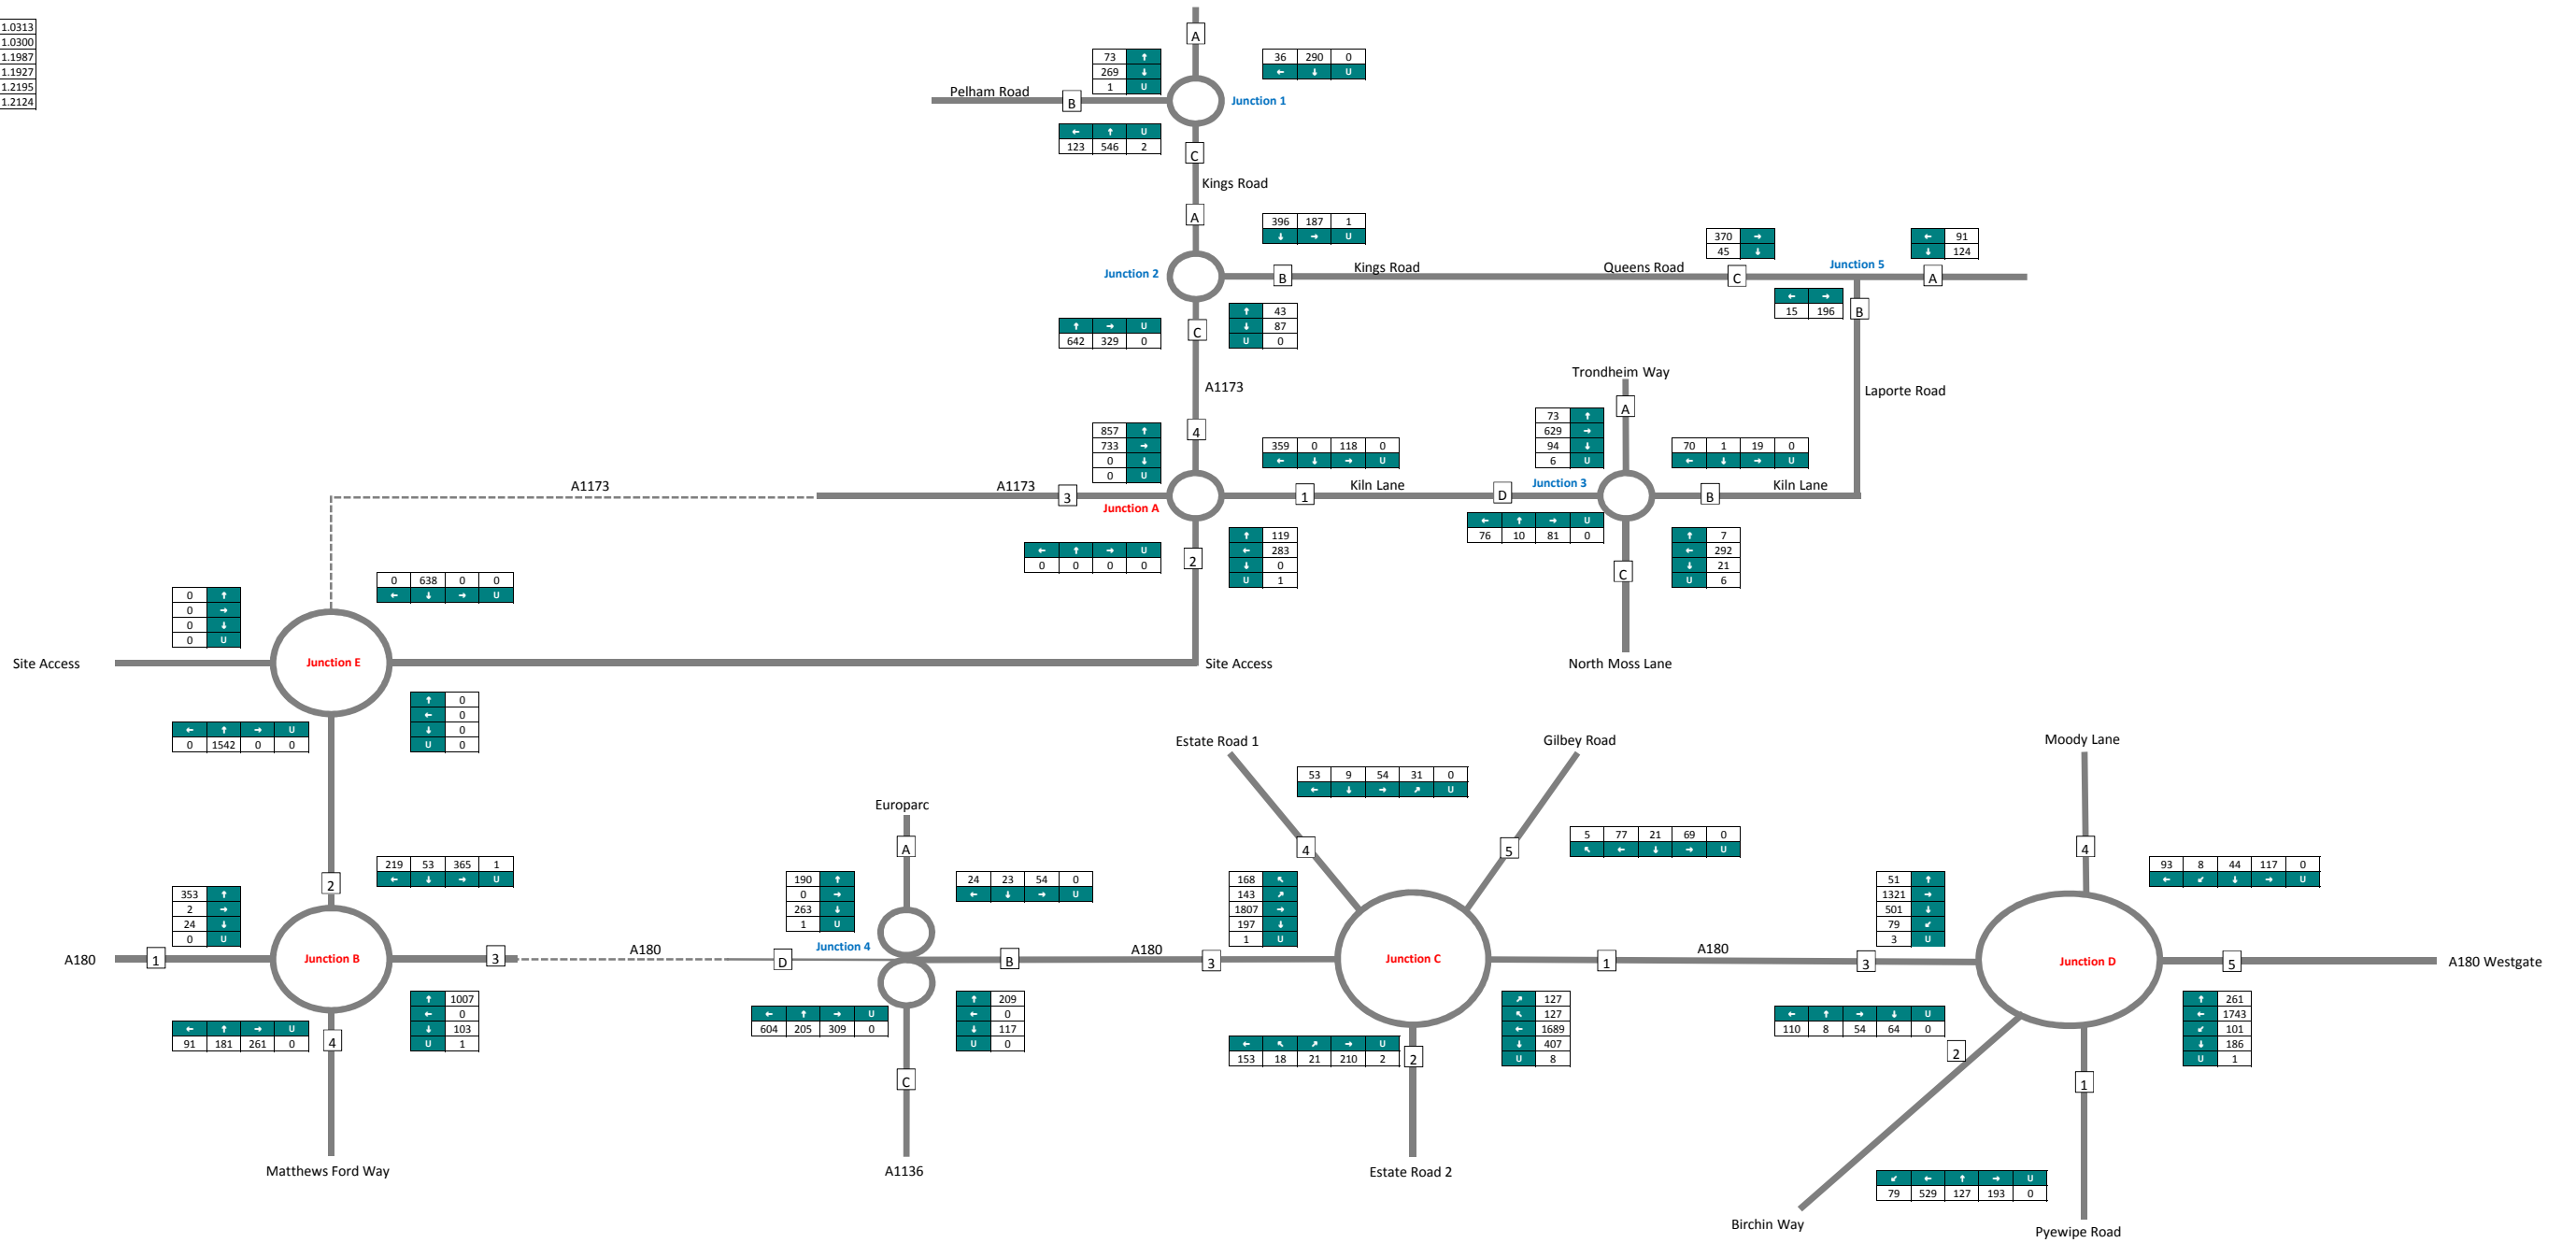 1.0313
1.0300
1.1987
1.1927
1.2195
1.2124
A
73 ↑
269 ↓
1 U
36 290 0
← ↓ U
Pelham Road
B
Junction 1
← ↑ U
123 546 2
C
Kings Road
A
396 187 1
↓ → U
370 →
45 ↓
← 91
↓ 124
Junction 2
B
Kings Road
Queens Road
C
Junction 5
A
← →
15 196
B
↑ 43
↓ 87
U 0
↑ → U
642 329 0
C
Trondheim Way
A1173
Laporte Road
A
73 ↑
629 →
94 ↓
6 U
4
857 ↑
733 →
0 ↓
0 U
359 0 118 0
← ↓ → U
70 1 19 0
← ↓ → U
A1173
A1173
3
Junction A
1
Kiln Lane
D
Junction 3
B
Kiln Lane
← ↑ → U
76 10 81 0
↑ 119
← 283
↓ 0
U 1
↑ 7
← 292
↓ 21
U 6
← ↑ → U
0 0 0 0
2
C
0 638 0 0
← ↓ → U
0 ↑
0 →
0 ↓
0 U
Site Access
Junction E
Site Access
North Moss Lane
↑ 0
← 0
↓ 0
U 0
← ↑ → U
0 1542 0 0
Estate Road 1
Gilbey Road
Moody Lane
53 9 54 31 0
← ↓ → ↗ U
Europarc
5 77 21 69 0
↖ ← ↓ → U
A
4
5
4
219 53 365 1
← ↓ → U
93 8 44 117 0
← ↙ ↓ → U
2
353 ↑
2 →
24 ↓
0 U
190 ↑
0 →
263 ↓
1 U
24 23 54 0
← ↓ → U
168 ↖
143 ↗
1807 →
197 ↓
1 U
51 ↑
1321 →
501 ↓
79 ↙
3 U
Junction 4
A180
1
Junction B
3
A180
D
B
A180
3
Junction C
1
A180
3
Junction D
5
A180 Westgate
↑ 1007
← 0
↓ 103
U 1
↑ 209
← 0
↓ 117
U 0
↗ 127
↖ 127
← 1689
↓ 407
U 8
↑ 261
← 1743
↙ 101
↓ 186
U 1
← ↑ → U
604 205 309 0
← ↑ → ↓ U
110 8 54 64 0
← ↑ → U
91 181 261 0
4
← ↖ ↗ → U
153 18 21 210 2
2
2
C
1
Matthews Ford Way
A1136
Estate Road 2
↙ ← ↑ → U
79 529 127 193 0
Birchin Way
Pyewipe Road